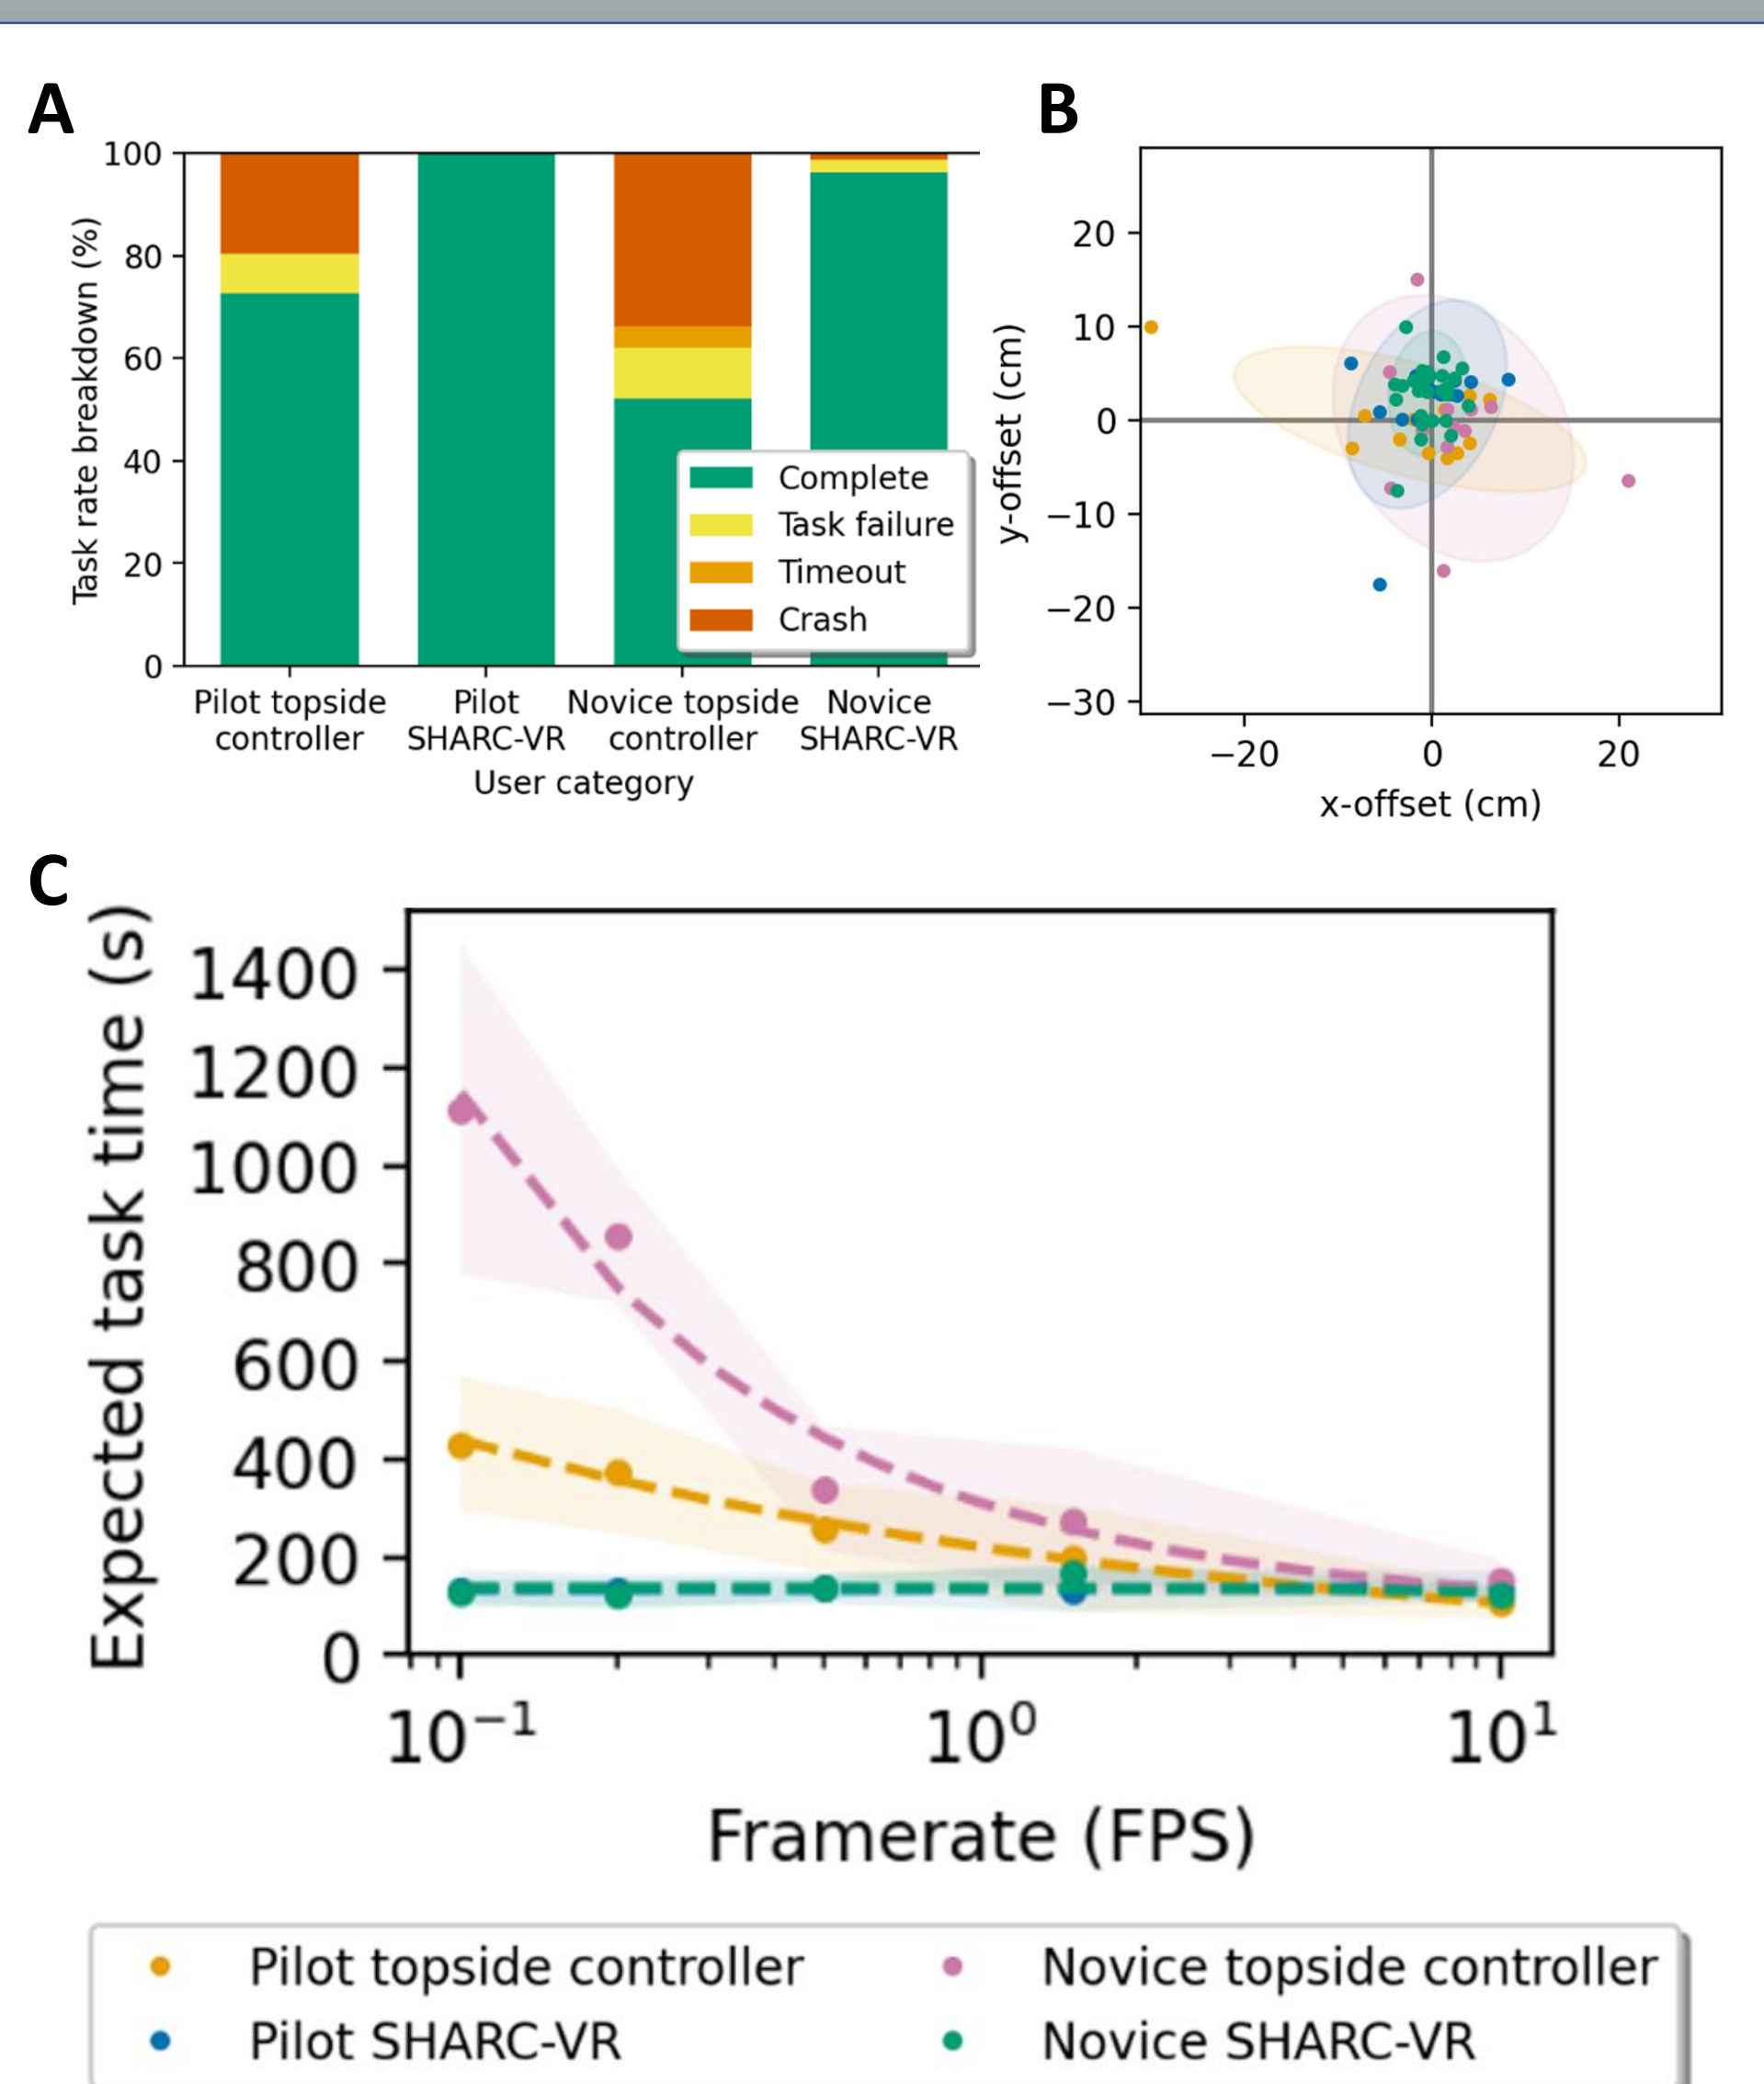 A
Task rate breakdown (%)
100
80
60
40
20
0
Complete
Task failure
Timeout
Crash
Pilot topside controller
Pilot SHARC-VR
Novice topside controller
Novice SHARC-VR
User category
B
y-offset (cm)
20
10
0
−10
−20
−30
−20 0 20
x-offset (cm)
C
Expected task time (s)
1400
1200
1000
800
600
400
200
0
10⁻¹ 10⁰ 10¹
Framerate (FPS)
Pilot topside controller
Pilot SHARC-VR
Novice topside controller
Novice SHARC-VR